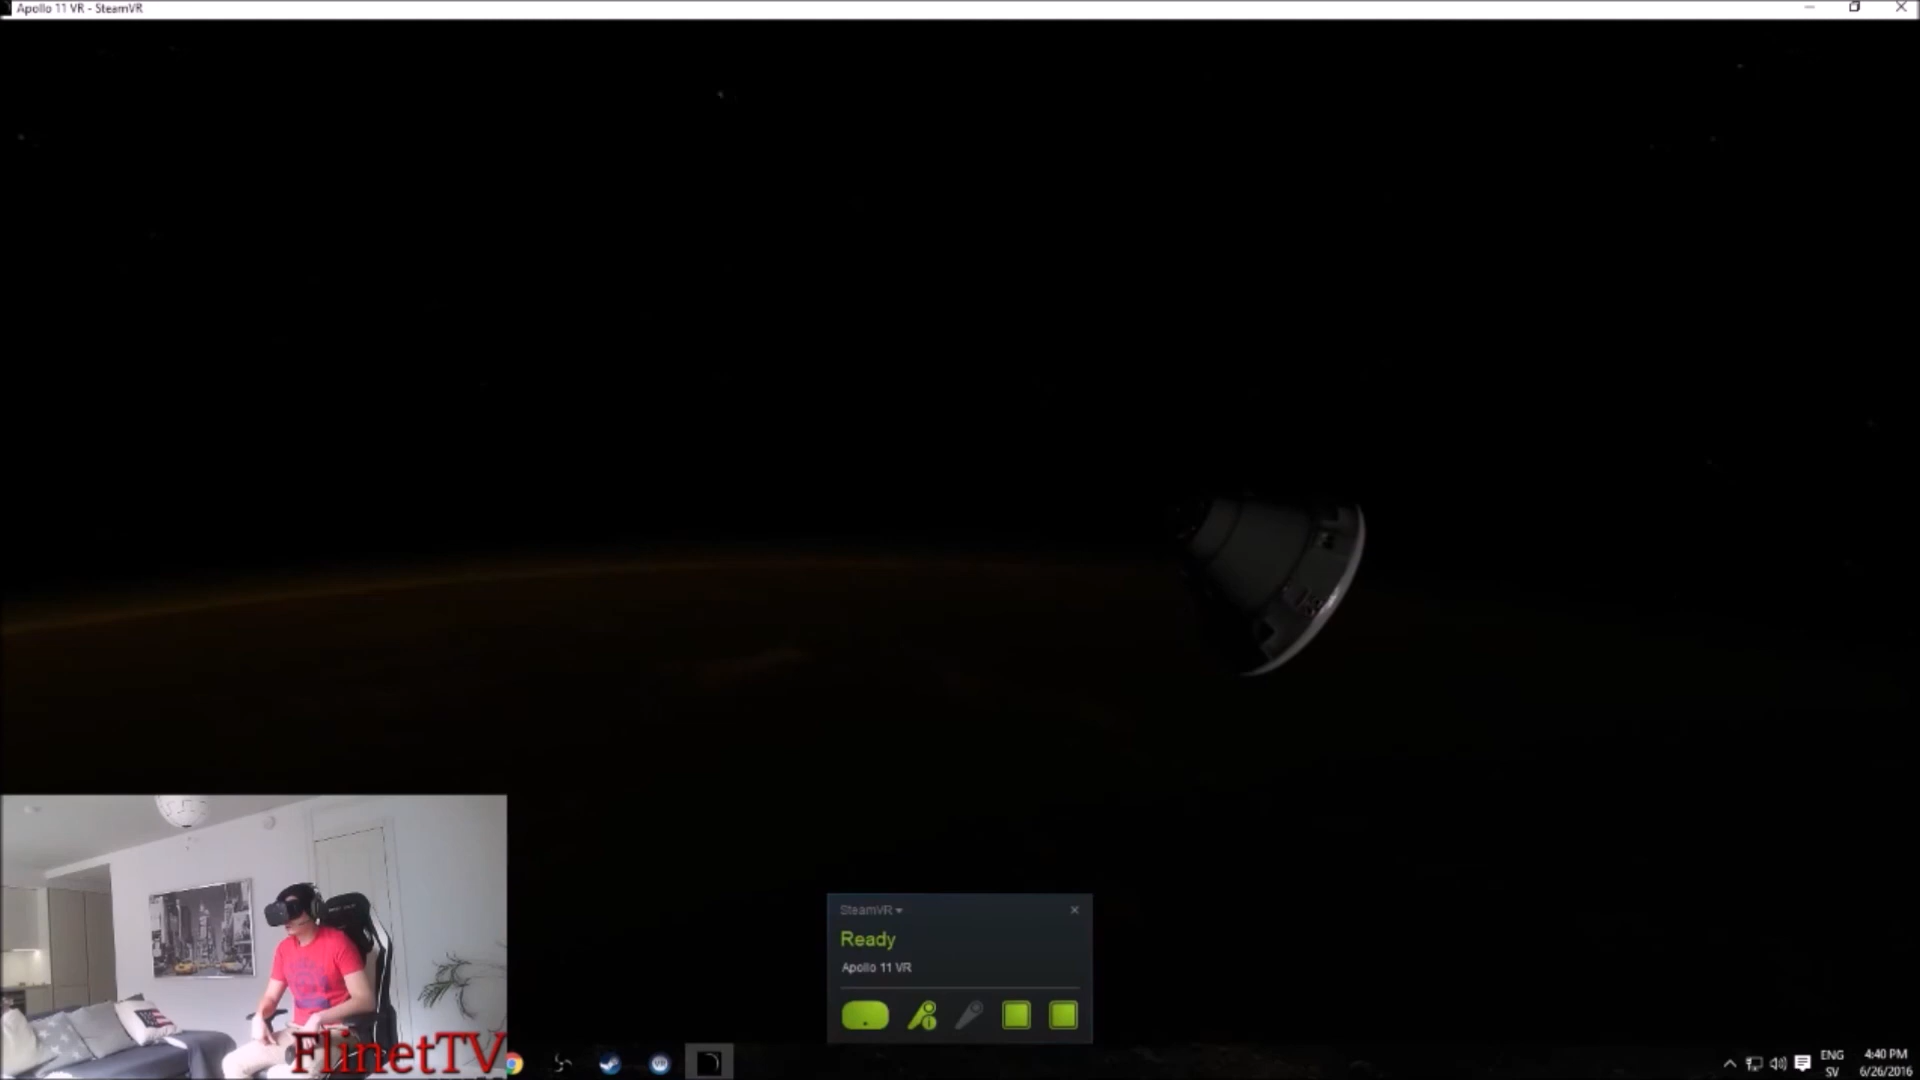 Apollo 11 VR - SteamVR
SteamVR
Ready
Apollo 11 VR
FlinetTV
ENG
SV
4:40 PM
6/26/2016